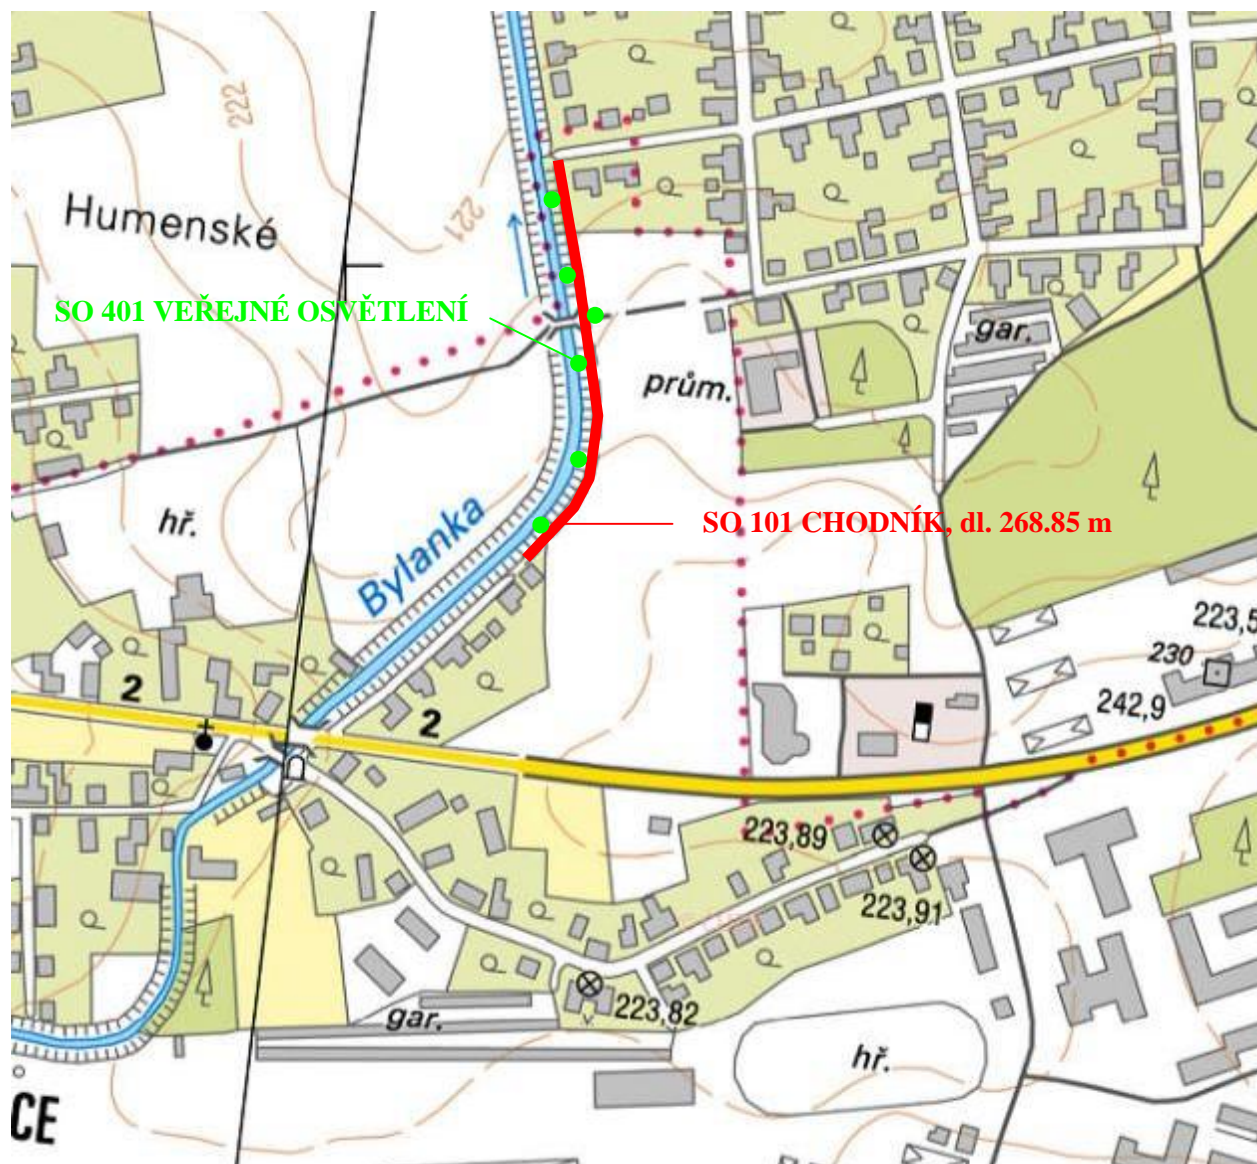 222
Humenské
221
SO 401 VEŘEJNÉ OSVĚTLENÍ
gar.
prům.
hř.
Bylanka
SO 101 CHODNÍK, dl. 268.85 m
223,5
230
2
242,9
2
223,89
223,91
223,82
gar.
hř.
CE